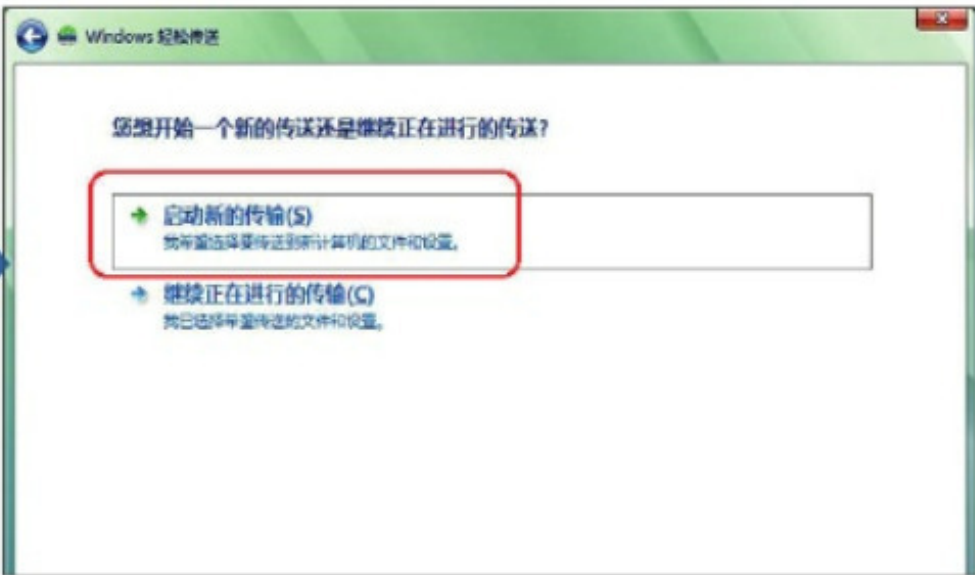 Windows 轻松传送
您想开始一个新的传送还是继续正在进行的传送?
启动新的传输(S)
我希望选择要传送到新计算机的文件和设置。
继续正在进行的传输(C)
我已选择希望传送的文件和设置。